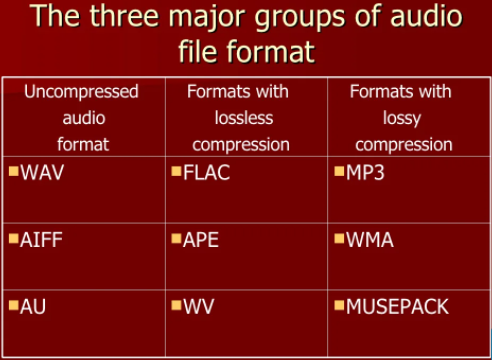 The three major groups of audio
file format
Uncompressed
audio
format
Formats with
lossless
compression
Formats with
lossy
compression
WAV
FLAC
MP3
AIFF
APE
WMA
AU
WV
MUSEPACK